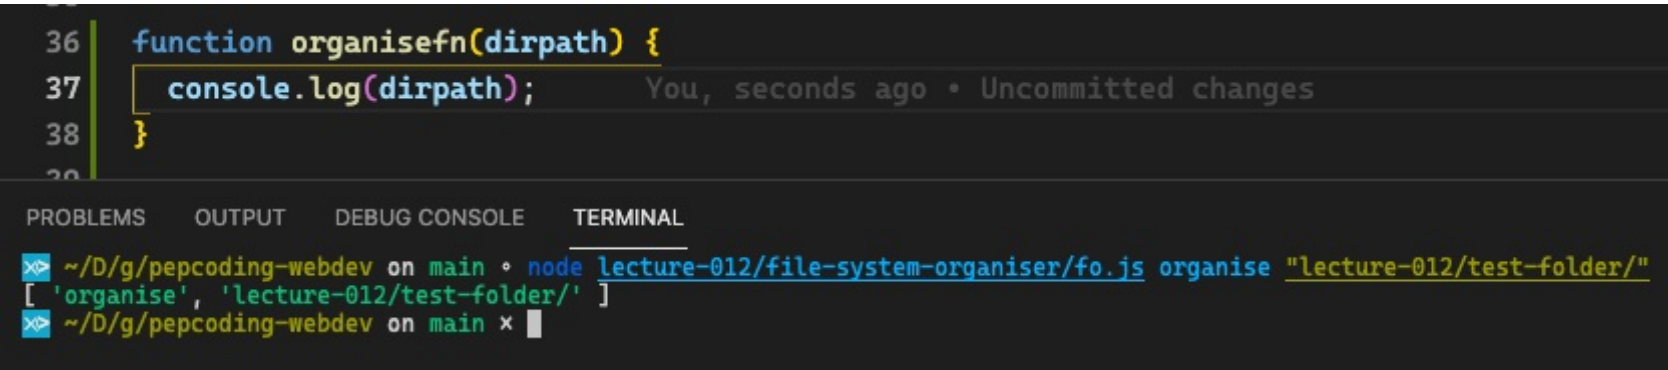 36 function organisefn(dirpath) {
37 console.log(dirpath); You, seconds ago • Uncommitted changes
38 }
PROBLEMS OUTPUT DEBUG CONSOLE TERMINAL
~/D/g/pepcoding-webdev on main ∘ node lecture-012/file-system-organiser/fo.js organise "lecture-012/test-folder/"
[ 'organise', 'lecture-012/test-folder/' ]
~/D/g/pepcoding-webdev on main ×